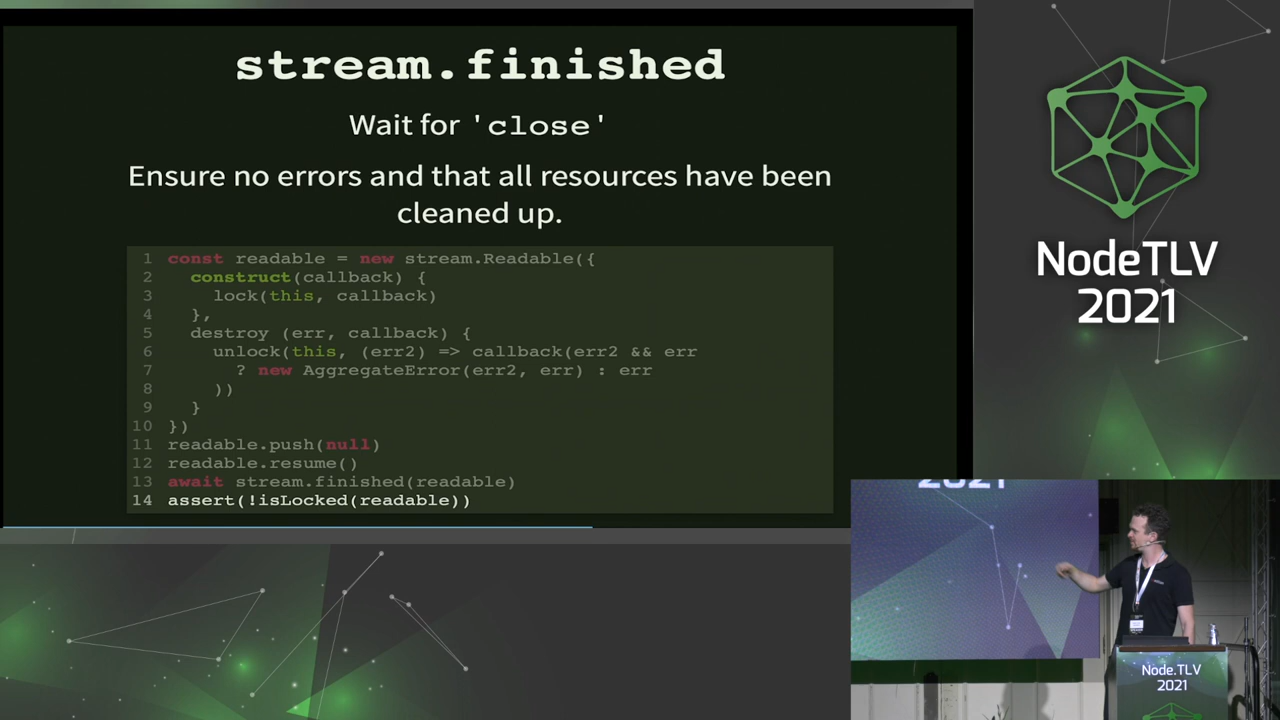 stream.finished
Wait for 'close'
Ensure no errors and that all resources have been
cleaned up.
1 const readable = new stream.Readable({
2 construct(callback) {
3 lock(this, callback)
4 },
5 destroy (err, callback) {
6 unlock(this, (err2) => callback(err2 && err
7 ? new AggregateError(err2, err) : err
8 ))
9 }
10 })
11 readable.push(null)
12 readable.resume()
13 await stream.finished(readable)
14 assert(!isLocked(readable))
NodeTLV
2021
2021
Node.TLV
2021